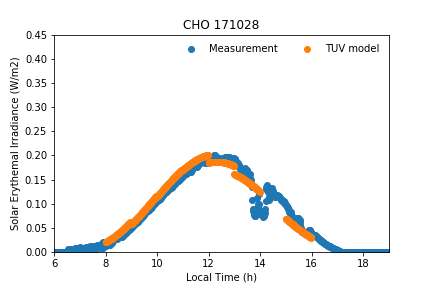 CHO 171028
Measurement TUV model
Solar Erythemal Irradiance (W/m2)
0.45
0.40
0.35
0.30
0.25
0.20
0.15
0.10
0.05
0.00
6 8 10 12 14 16 18
Local Time (h)